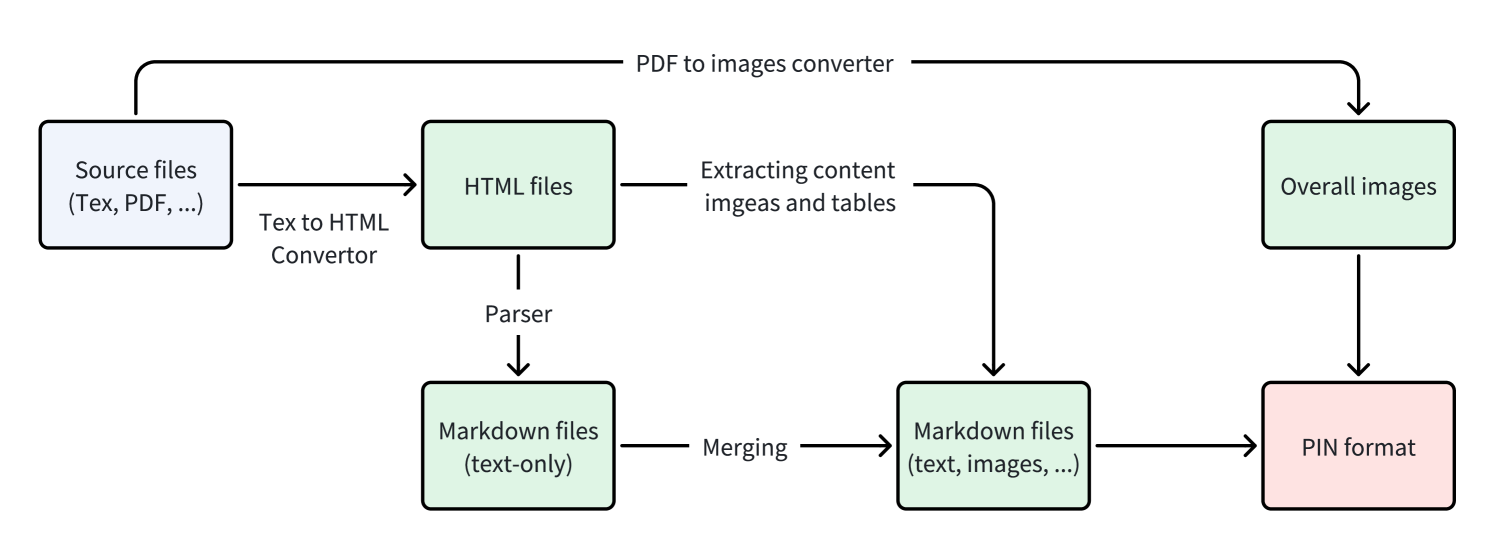 PDF to images converter
Source files
(Tex, PDF, ...)
Tex to HTML
Convertor
HTML files
Extracting content
imgeas and tables
Overall images
Parser
Markdown files
(text-only)
Merging
Markdown files
(text, images, ...)
PIN format